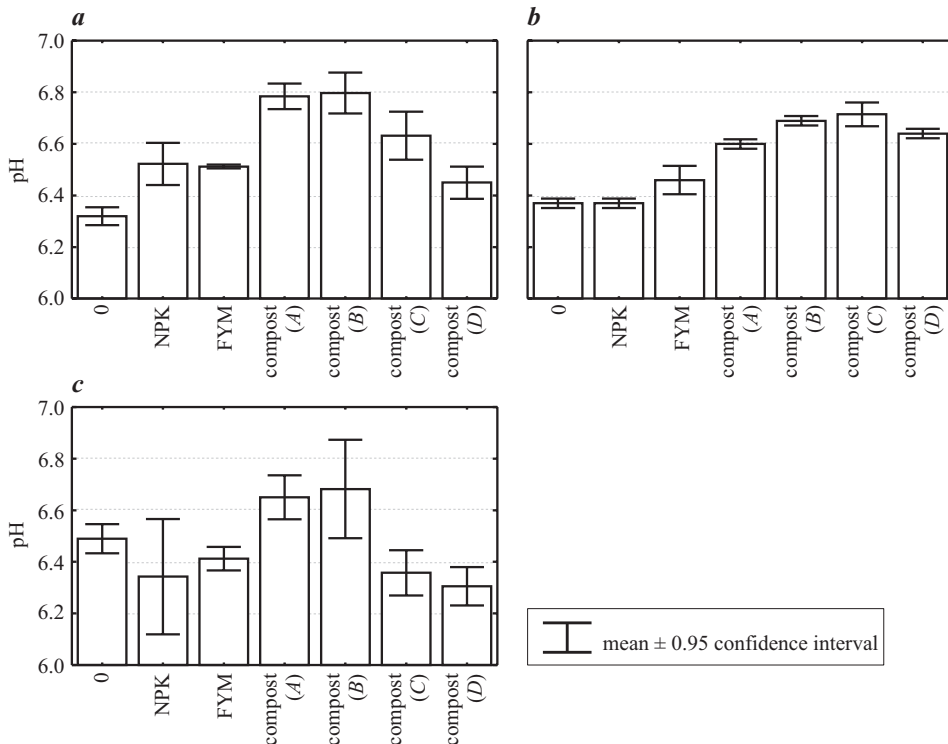 a
b
7.0
6.8
6.6
6.4
6.2
6.0
pH
0
NPK
FYM
compost
(A)
compost
(B)
compost
(C)
compost
(D)
0
NPK
FYM
compost
(A)
compost
(B)
compost
(C)
compost
(D)
c
7.0
6.8
6.6
6.4
6.2
6.0
pH
0
NPK
FYM
compost
(A)
compost
(B)
compost
(C)
compost
(D)
mean ± 0.95 confidence interval